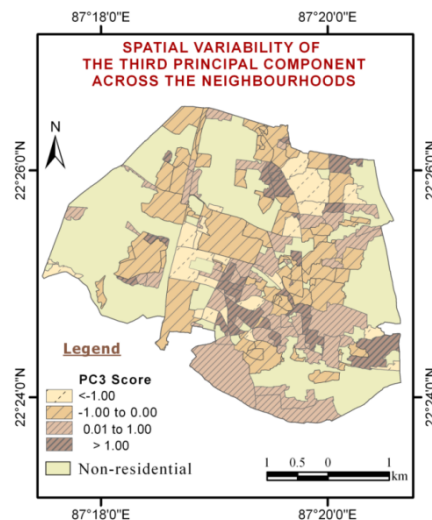 87°18'0"E 87°20'0"E
SPATIAL VARIABILITY OF
THE THIRD PRINCIPAL COMPONENT
ACROSS THE NEIGHBOURHOODS
N
22°26'0"N 22°26'0"N
Legend
PC3 Score
<-1.00
-1.00 to 0.00
0.01 to 1.00
> 1.00
Non-residential
22°24'0"N 22°24'0"N
1 0.5 0 1
km
87°18'0"E 87°20'0"E